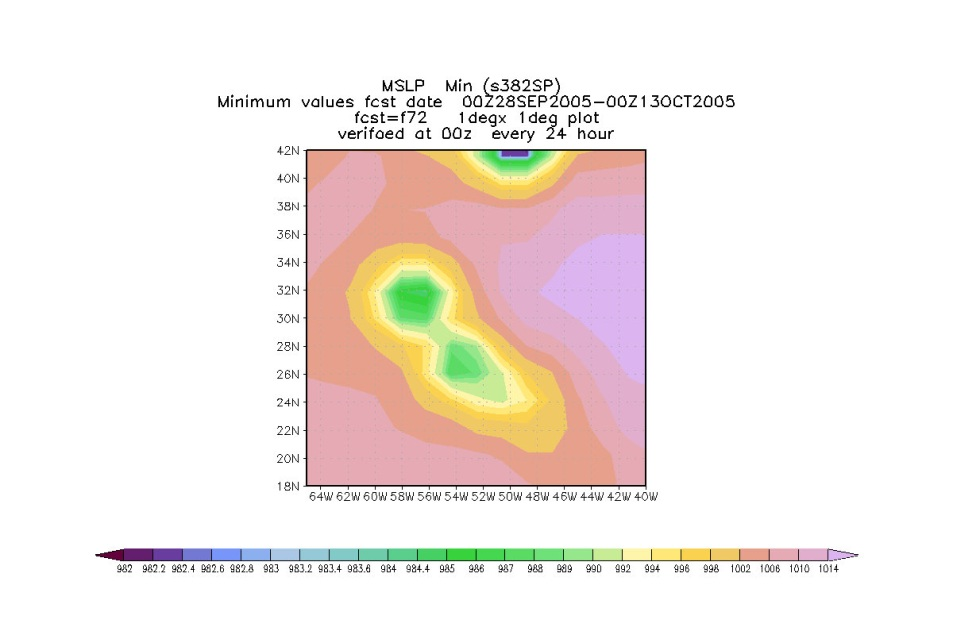 MSLP Min (s382SP)
Minimum values fcst date 00Z28SEP2005-00Z13OCT2005
fcst=f72 1degx 1deg plot
verifoed at 00z every 24 hour
42N
40N
38N
36N
34N
32N
30N
28N
26N
24N
22N
20N
18N
64W 62W 60W 58W 56W 54W 52W 50W 48W 46W 44W 42W 40W
982 982.2 982.4 982.6 982.8 983 983.2 983.4 983.6 984 984.4 985 986 987 988 989 990 992 994 996 998 1002 1006 1010 1014